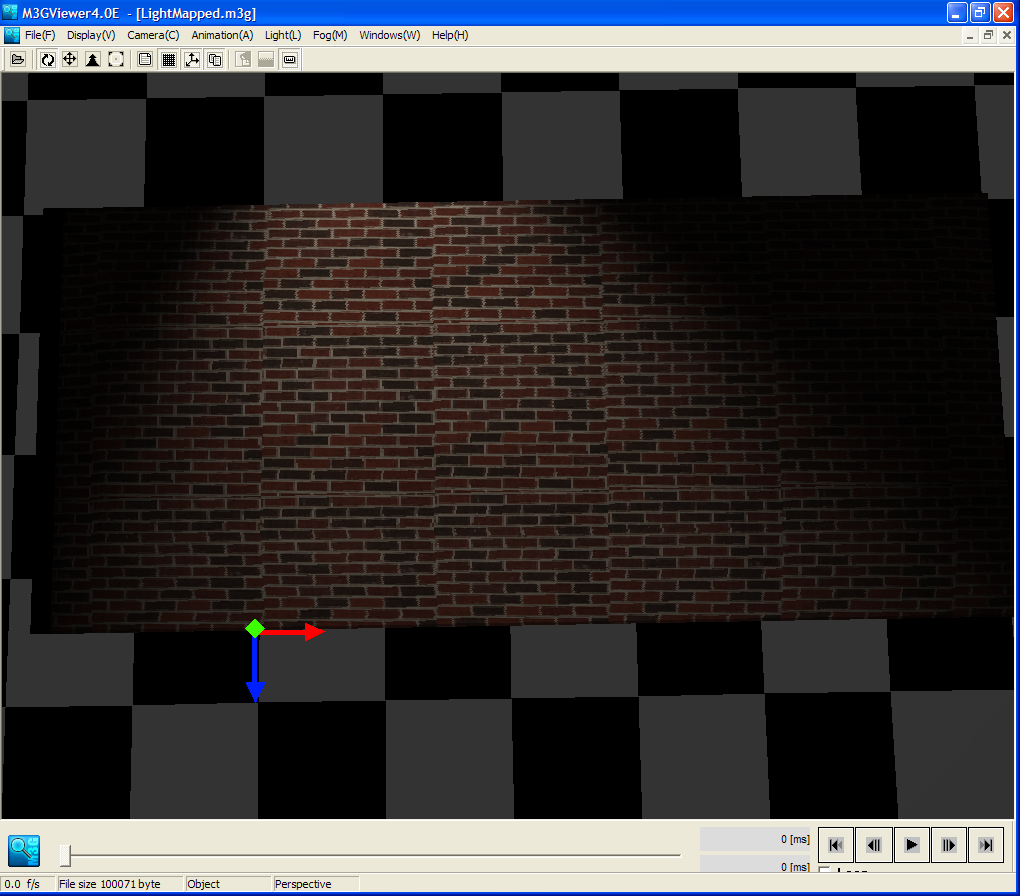 M3GViewer4.0E - [LightMapped.m3g]
File(F) Display(V) Camera(C) Animation(A) Light(L) Fog(M) Windows(W) Help(H)
0 [ms]
0 [ms]
0.0 f/s File size 100071 byte Object Perspective